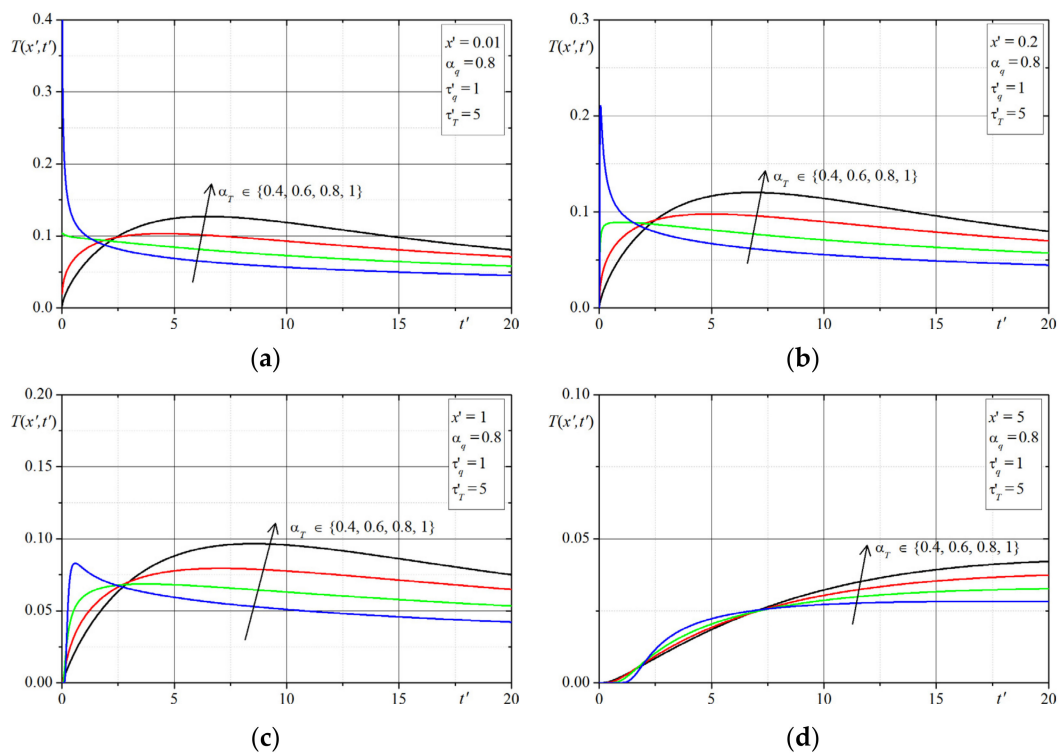 0.4
T(x',t')
0.3
0.2
0.1
0.0
x' = 0.01
α_q = 0.8
τ'_q = 1
τ'_T = 5
α_T ∈ {0.4, 0.6, 0.8, 1}
0 5 10 15 t' 20
(a)
0.3
T(x',t')
0.2
0.1
0.0
x' = 0.2
α_q = 0.8
τ'_q = 1
τ'_T = 5
α_T ∈ {0.4, 0.6, 0.8, 1}
0 5 10 15 t' 20
(b)
0.20
T(x',t')
0.15
0.10
0.05
0.00
x' = 1
α_q = 0.8
τ'_q = 1
τ'_T = 5
α_T ∈ {0.4, 0.6, 0.8, 1}
0 5 10 15 t' 20
(c)
0.10
T(x',t')
0.05
0.00
x' = 5
α_q = 0.8
τ'_q = 1
τ'_T = 5
α_T ∈ {0.4, 0.6, 0.8, 1}
0 5 10 15 t' 20
(d)